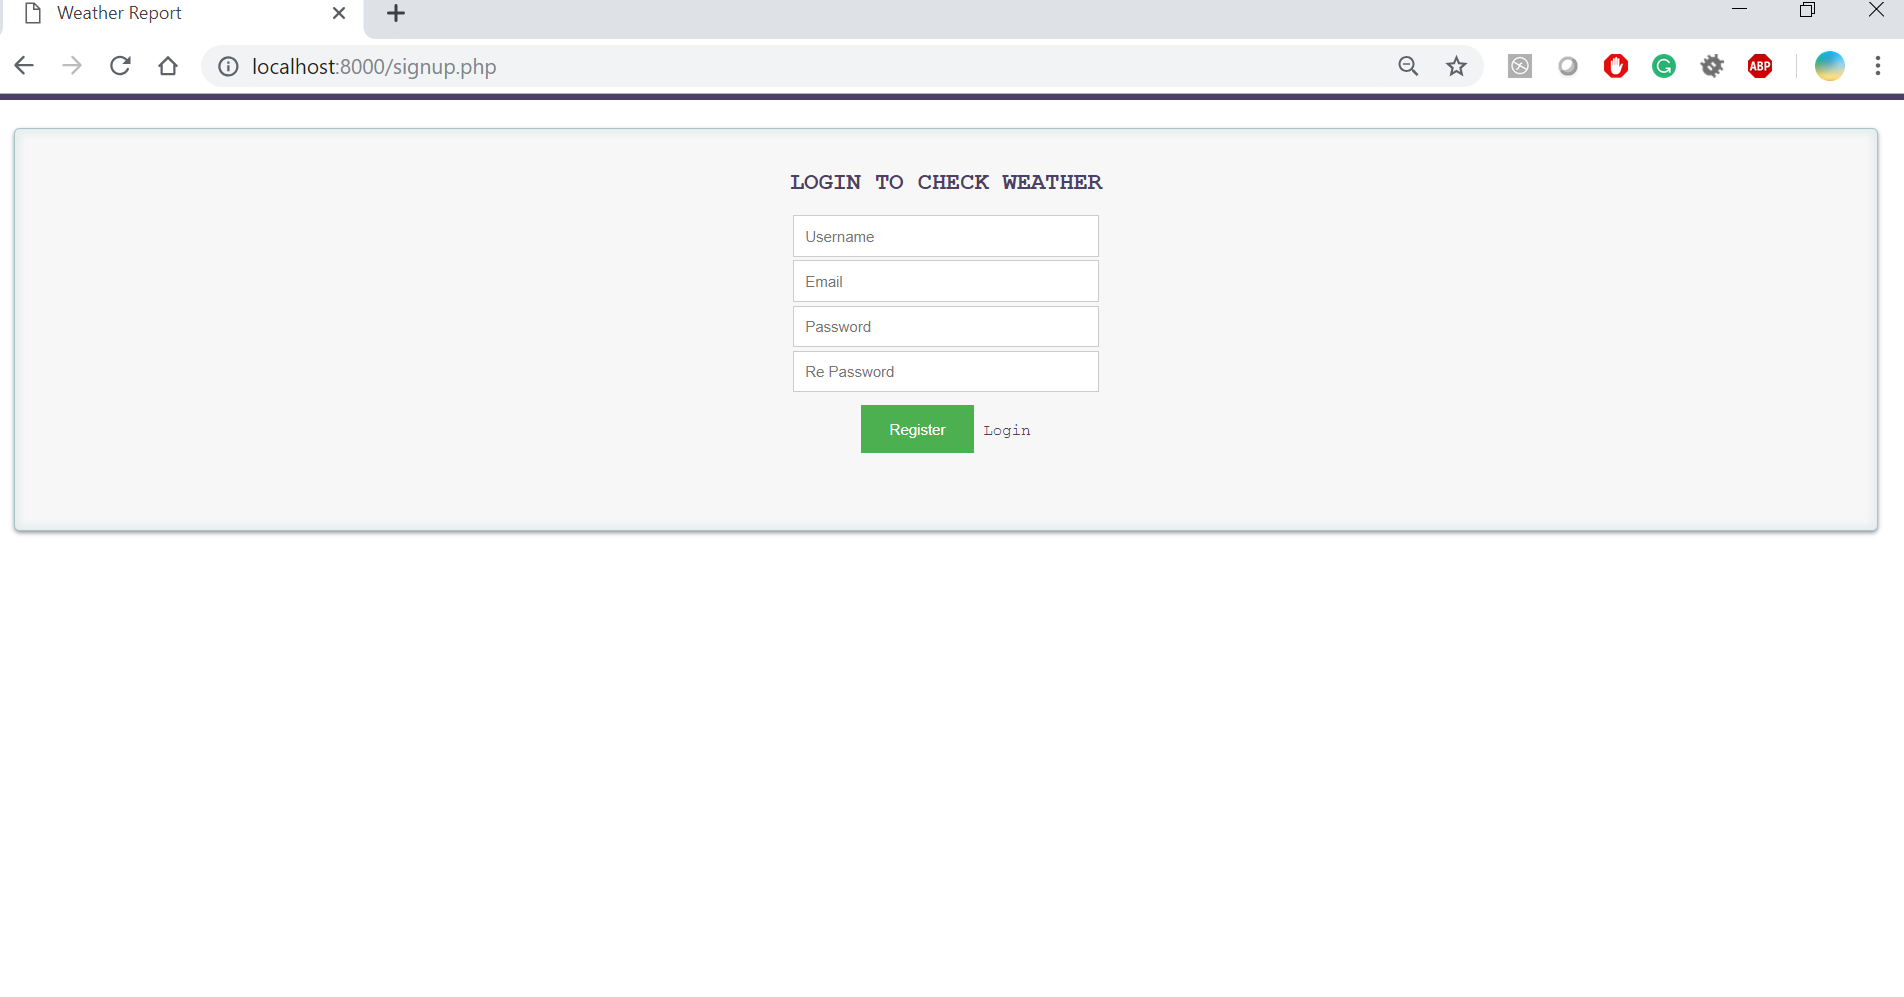 Weather Report
localhost:8000/signup.php
ABP
LOGIN TO CHECK WEATHER
Username
Email
Password
Re Password
Register Login